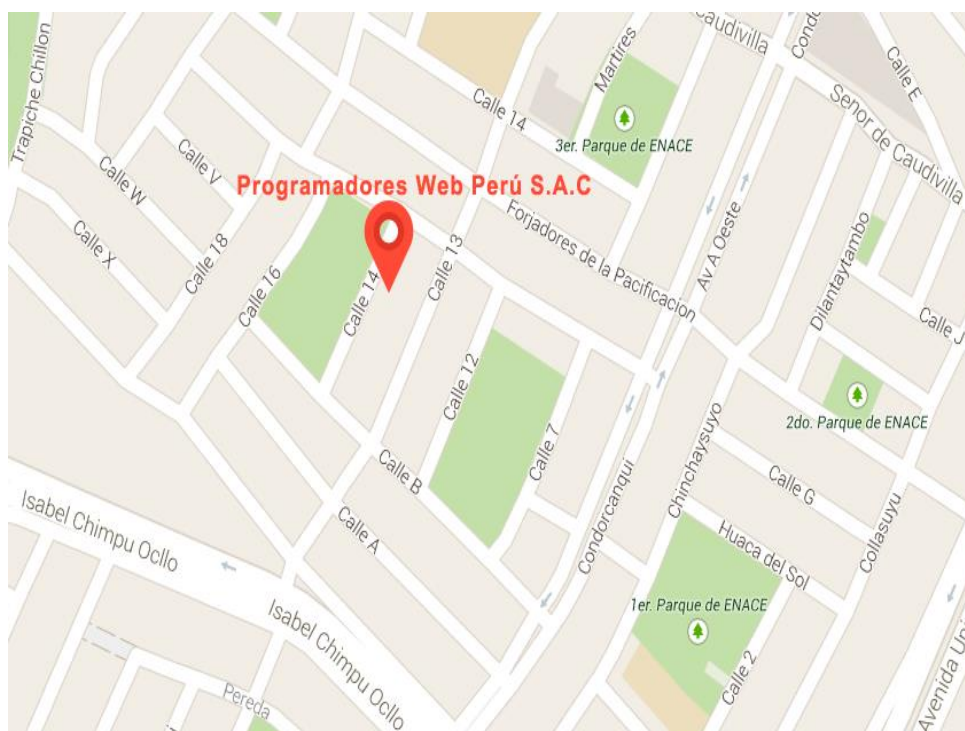 Caudivilla
Condo
Calle E
Martires
Trapiche Chillon
Calle 14
Señor de Caudivilla
3er. Parque de ENACE
Calle V
Calle W
Programadores Web Perú S.A.C
Forjadores de la Pacificacion
Av A Oeste
Dilantaytambo
Calle X
Calle 18
Calle 16
Calle 14
Calle 13
Calle J
Calle 12
2do. Parque de ENACE
Calle 7
Chinchaysuyo
Calle B
Calle G
Isabel Chimpu Ocllo
Calle A
Condorcanqui
Collasuyu
Huaca del Sol
Isabel Chimpu Ocllo
1er. Parque de ENACE
Calle 2
Avenida Uni
Pereda